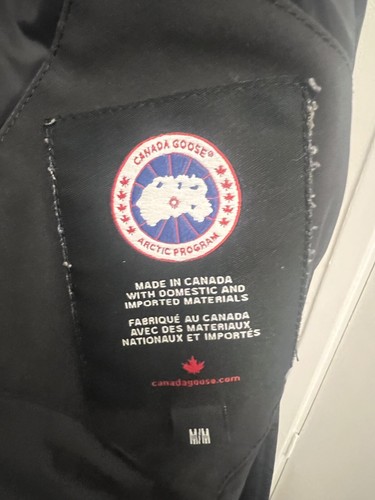 CANADA GOOSE®
ARCTIC PROGRAM
MADE IN CANADA
WITH DOMESTIC AND
IMPORTED MATERIALS
FABRIQUÉ AU CANADA
AVEC DES MATERIAUX
NATIONAUX ET IMPORTÉS
canadagoose.com
M/M